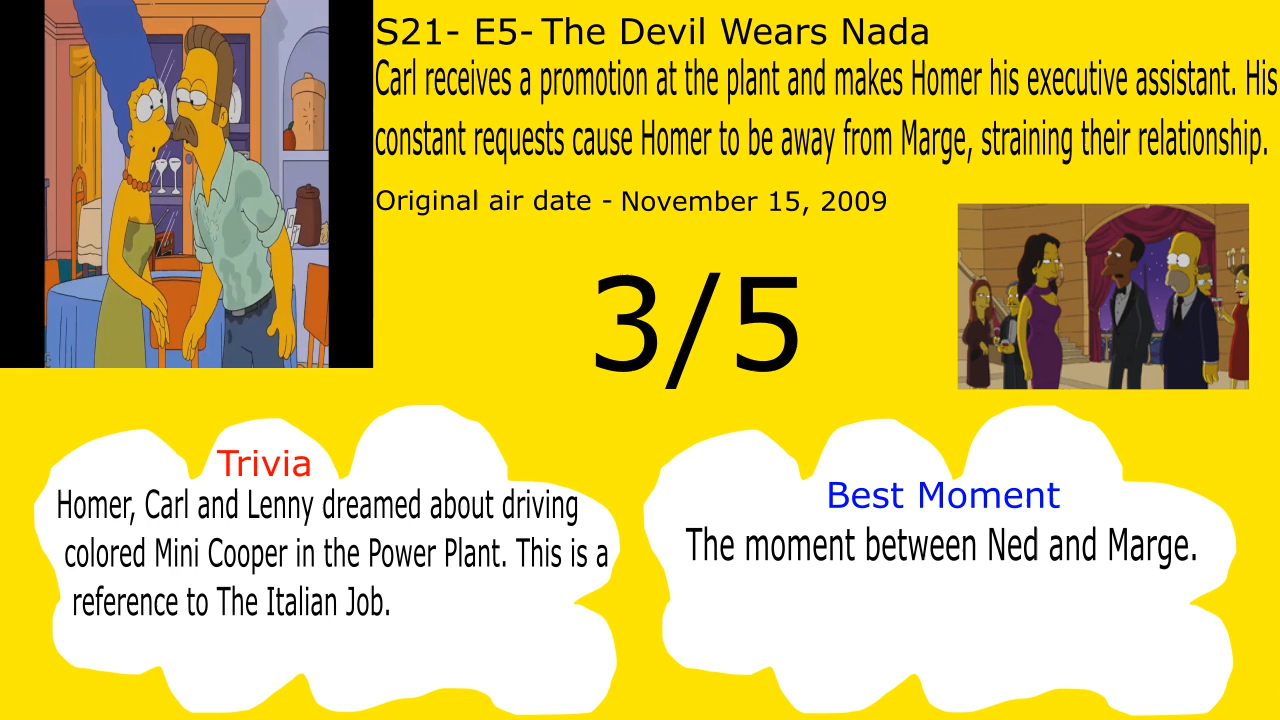 S21- E5- The Devil Wears Nada
Carl receives a promotion at the plant and makes Homer his executive assistant. His
constant requests cause Homer to be away from Marge, straining their relationship.
Original air date - November 15, 2009
3/5
Trivia
Homer, Carl and Lenny dreamed about driving
colored Mini Cooper in the Power Plant. This is a
reference to The Italian Job.
Best Moment
The moment between Ned and Marge.